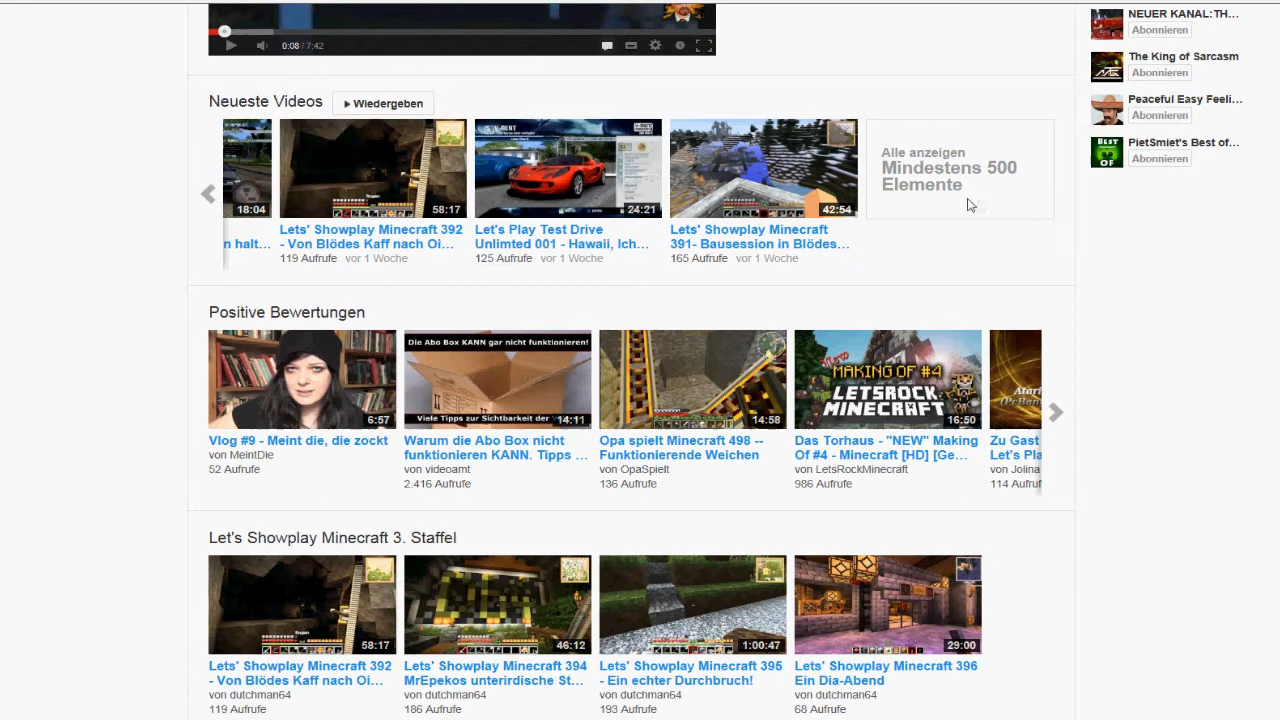 0:08 / 7:42
NEUER KANAL: TH...
Abonnieren
The King of Sarcasm
Abonnieren
Peaceful Easy Feeli...
Abonnieren
BEST OF
PietSmiet's Best of...
Abonnieren
Neueste Videos
Wiedergeben
18:04
58:17
24:21
42:54
Alle anzeigen
Mindestens 500
Elemente
n halt...
Lets' Showplay Minecraft 392
- Von Blödes Kaff nach Oi...
119 Aufrufe vor 1 Woche
Let's Play Test Drive
Unlimted 001 - Hawaii, Ich...
125 Aufrufe vor 1 Woche
Lets' Showplay Minecraft
391- Bausession in Blödes...
165 Aufrufe vor 1 Woche
Positive Bewertungen
6:57
Die Abo Box KANN gar nicht funktionieren!
Viele Tipps zur Sichtbarkeit der
14:11
14:58
MAKING OF #4
LETSROCK
MINECRAFT
16:50
Vlog #9 - Meint die, die zockt
von MeintDie
52 Aufrufe
Warum die Abo Box nicht
funktionieren KANN. Tipps ...
von videoamt
2.416 Aufrufe
Opa spielt Minecraft 498 --
Funktionierende Weichen
von OpaSpielt
136 Aufrufe
Das Torhaus - "NEW" Making
Of #4 - Minecraft [HD] [Ge...
von LetsRockMinecraft
986 Aufrufe
Zu Gast
Let's Pla
von Jolina
114 Aufruf
Let's Showplay Minecraft 3. Staffel
58:17
46:12
1:00:47
29:00
Lets' Showplay Minecraft 392
- Von Blödes Kaff nach Oi...
von dutchman64
119 Aufrufe
Lets' Showplay Minecraft 394
MrEpekos unterirdische St...
von dutchman64
186 Aufrufe
Lets' Showplay Minecraft 395
- Ein echter Durchbruch!
von dutchman64
193 Aufrufe
Lets' Showplay Minecraft 396
Ein Dia-Abend
von dutchman64
68 Aufrufe